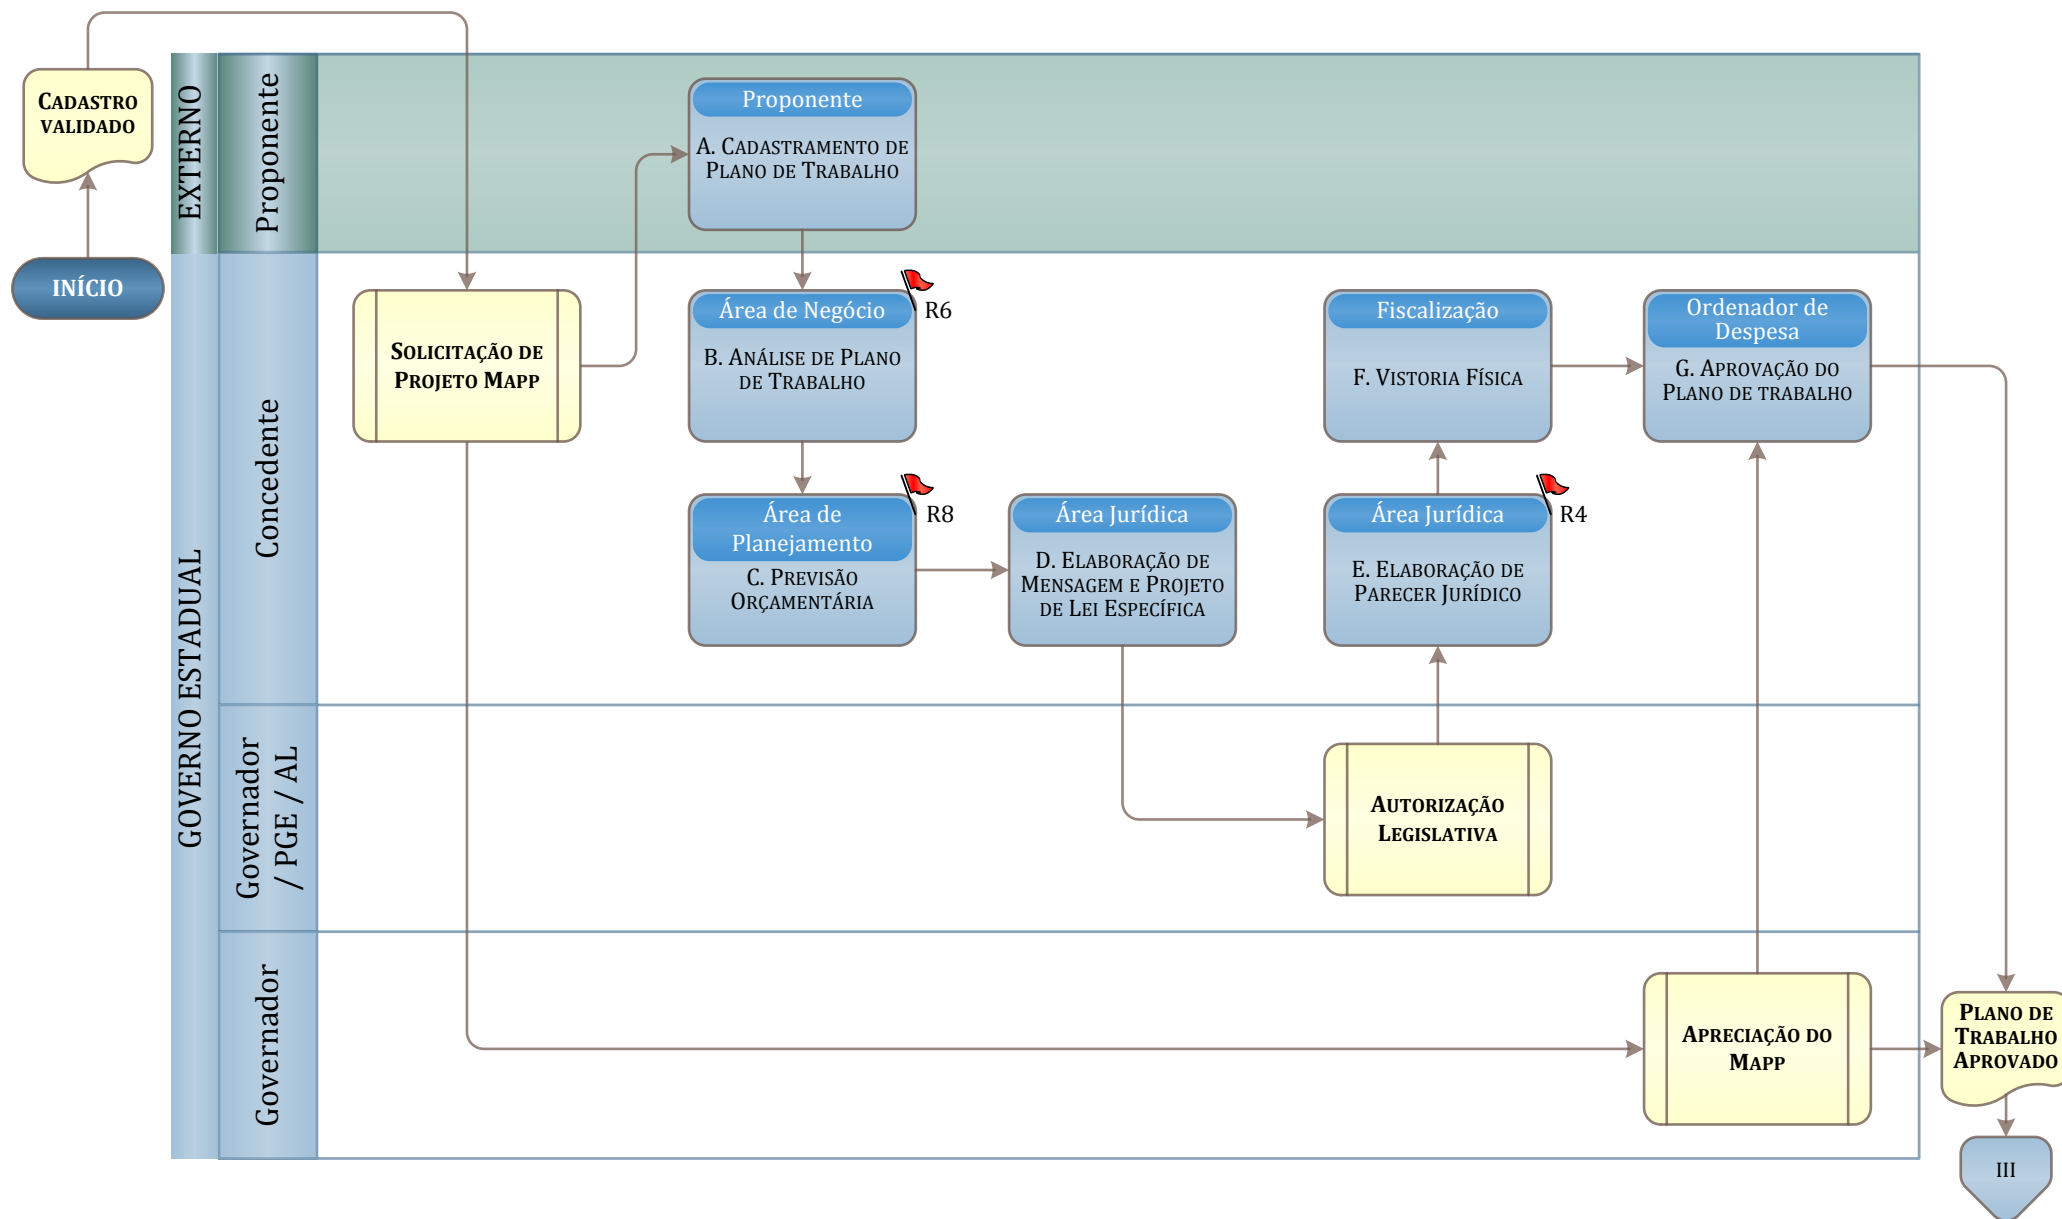 CADASTRO
VALIDADO
INÍCIO
EXTERNO
Proponente
Proponente
A. CADASTRAMENTO DE
PLANO DE TRABALHO
GOVERNO ESTADUAL
Concedente
SOLICITAÇÃO DE
PROJETO MAPP
Área de Negócio
R6
B. ANÁLISE DE PLANO
DE TRABALHO
Fiscalização
F. VISTORIA FÍSICA
Ordenador de
Despesa
G. APROVAÇÃO DO
PLANO DE TRABALHO
Área de
Planejamento
R8
C. PREVISÃO
ORÇAMENTÁRIA
Área Jurídica
D. ELABORAÇÃO DE
MENSAGEM E PROJETO
DE LEI ESPECÍFICA
Área Jurídica
R4
E. ELABORAÇÃO DE
PARECER JURÍDICO
Governador
/ PGE / AL
AUTORIZAÇÃO
LEGISLATIVA
Governador
APRECIAÇÃO DO
MAPP
PLANO DE
TRABALHO
APROVADO
III